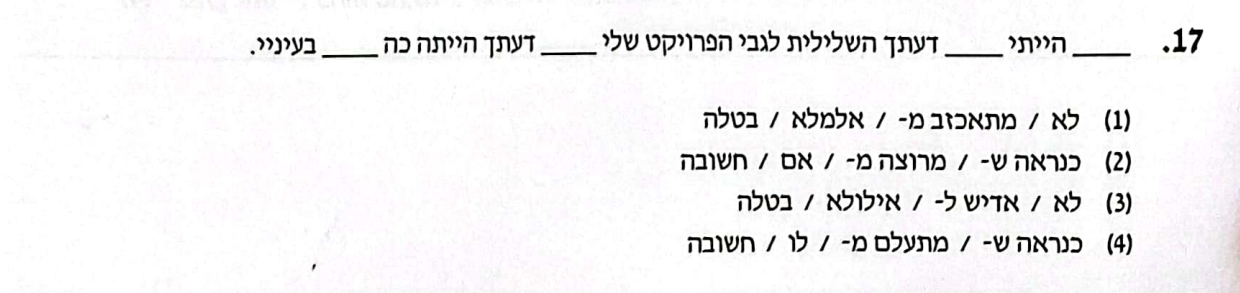 17. ____ הייתי ____ דעתך השלילית לגבי הפרויקט שלי ____ דעתך הייתה כה ____ בעיניי.
(1) לא / מתאכזב מ- / אלמלא / בטלה
(2) כנראה ש- / מרוצה מ- / אם / חשובה
(3) לא / אדיש ל- / אילולא / בטלה
(4) כנראה ש- / מתעלם מ- / לו / חשובה